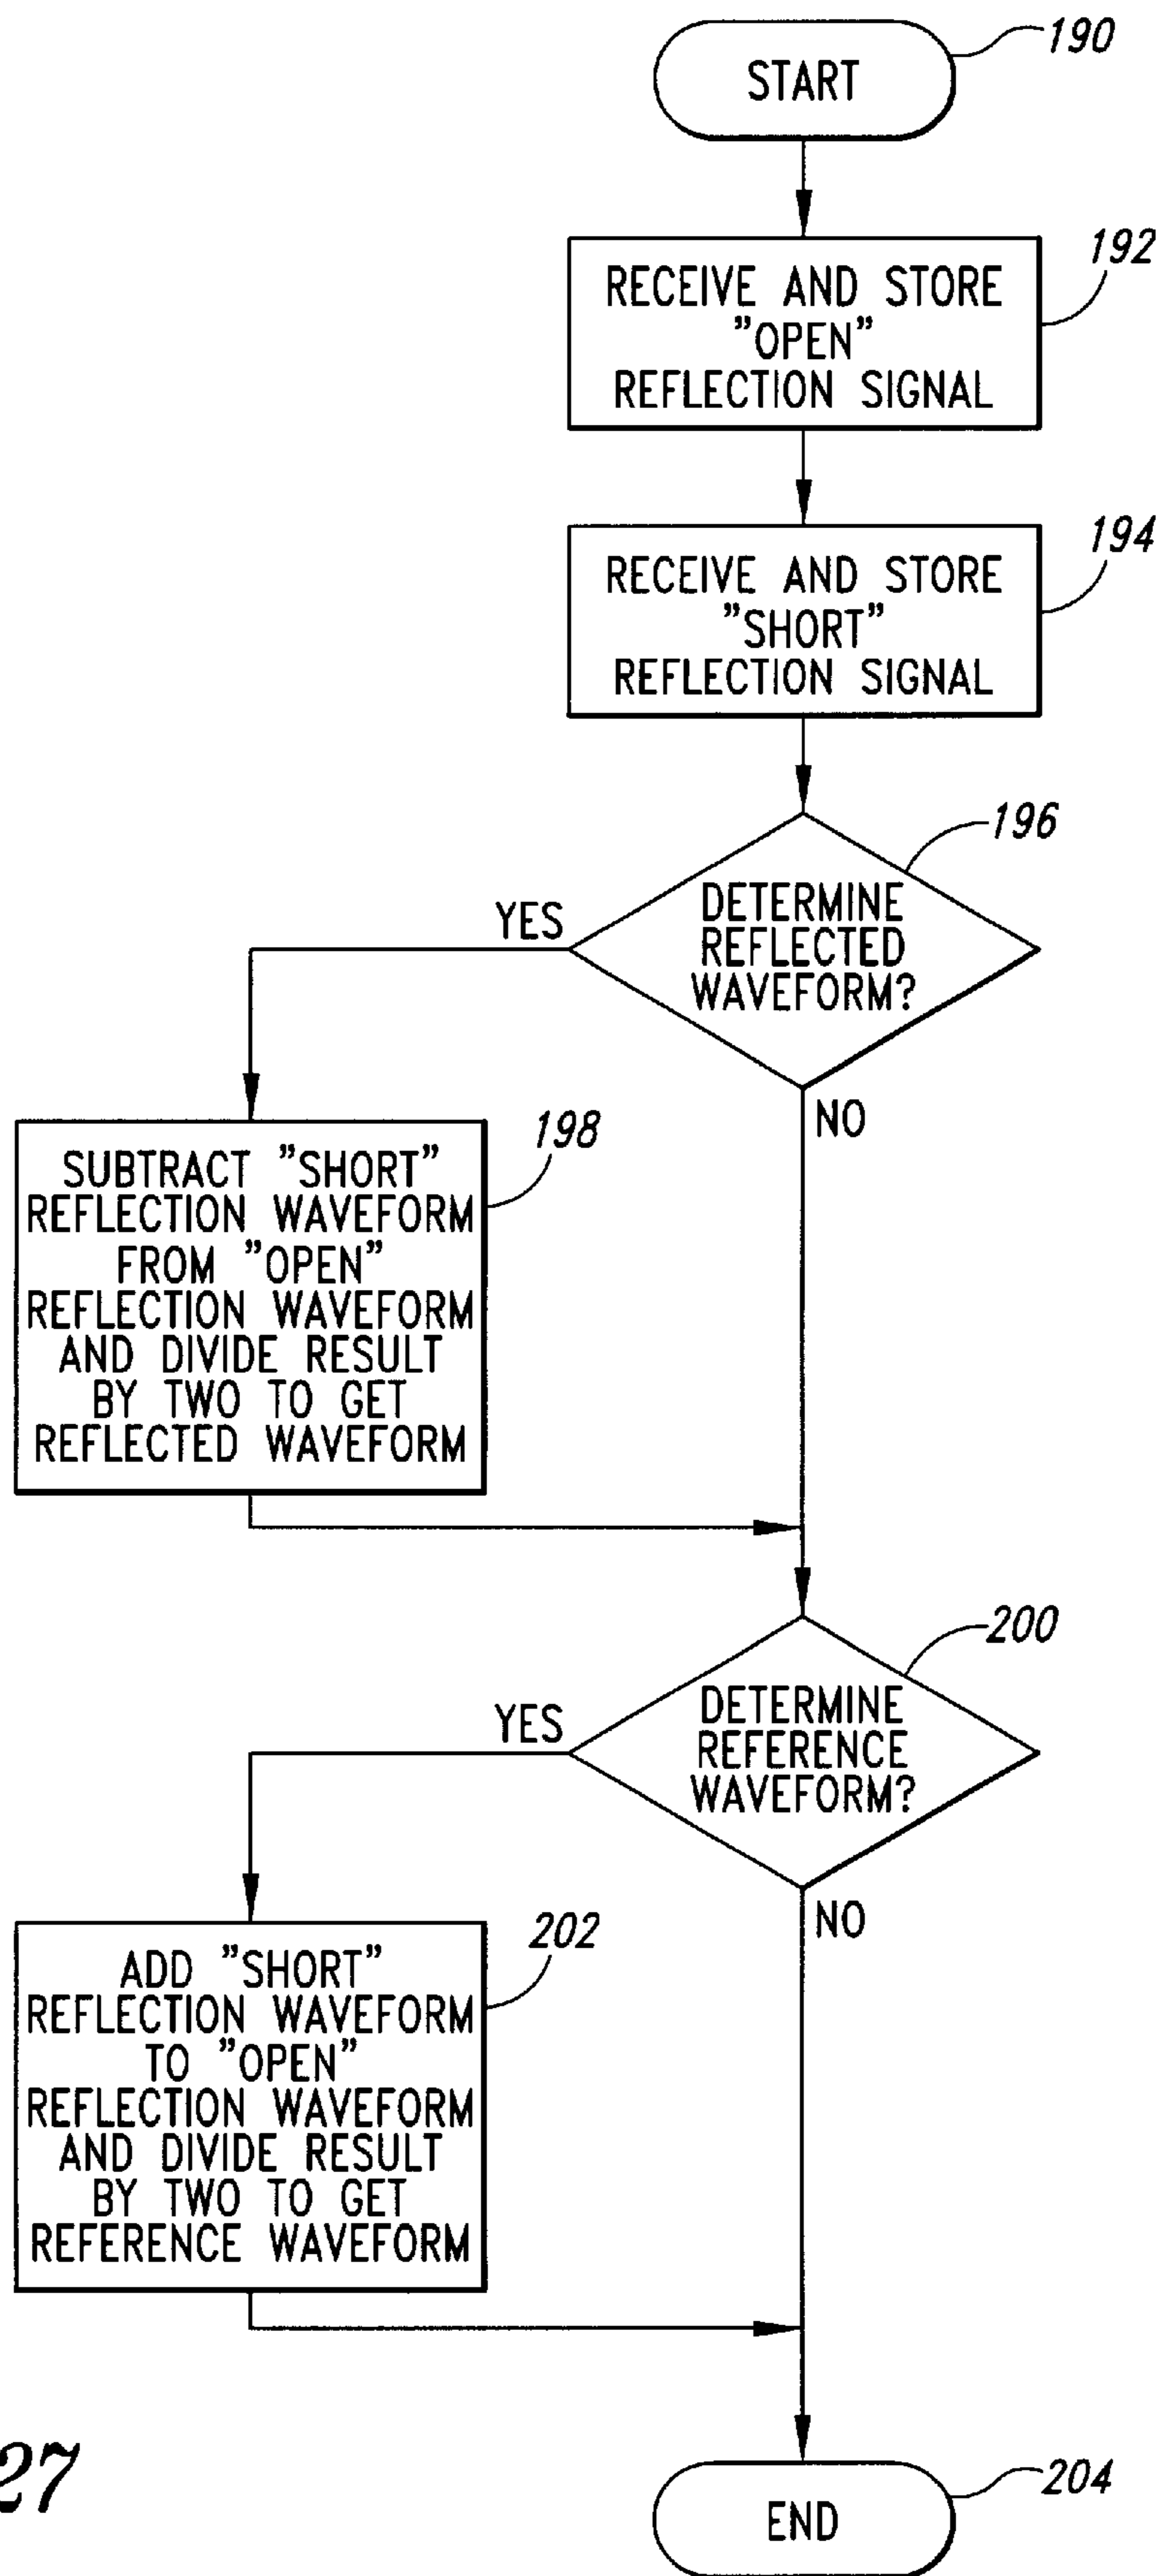 190
START
192
RECEIVE AND STORE
"OPEN"
REFLECTION SIGNAL
194
RECEIVE AND STORE
"SHORT"
REFLECTION SIGNAL
196
DETERMINE
REFLECTED
WAVEFORM?
YES
NO
198
SUBTRACT "SHORT"
REFLECTION WAVEFORM
FROM "OPEN"
REFLECTION WAVEFORM
AND DIVIDE RESULT
BY TWO TO GET
REFLECTED WAVEFORM
200
DETERMINE
REFERENCE
WAVEFORM?
YES
NO
202
ADD "SHORT"
REFLECTION WAVEFORM
TO "OPEN"
REFLECTION WAVEFORM
AND DIVIDE RESULT
BY TWO TO GET
REFERENCE WAVEFORM
27
204
END